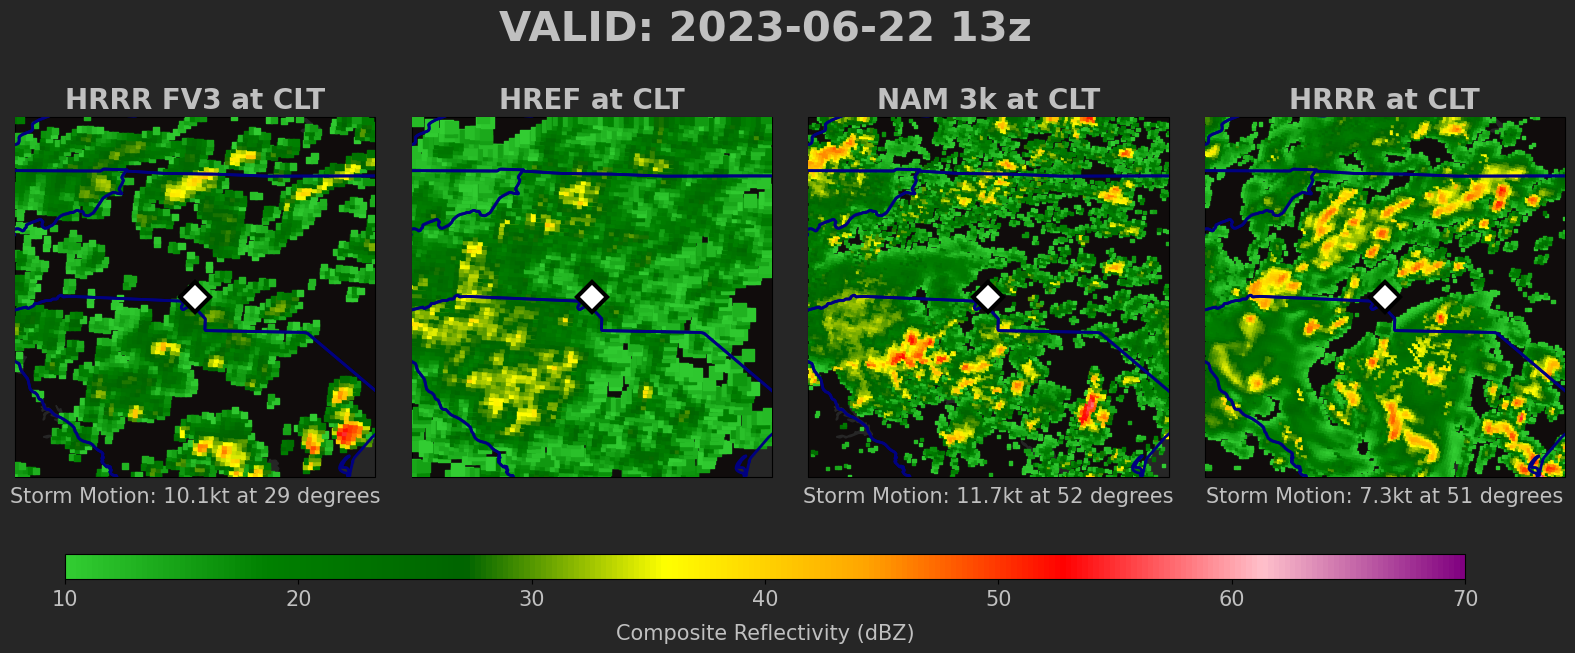 VALID: 2023-06-22 13z
HRRR FV3 at CLT
HREF at CLT
NAM 3k at CLT
HRRR at CLT
Storm Motion: 10.1kt at 29 degrees
Storm Motion: 11.7kt at 52 degrees
Storm Motion: 7.3kt at 51 degrees
10 20 30 40 50 60 70
Composite Reflectivity (dBZ)